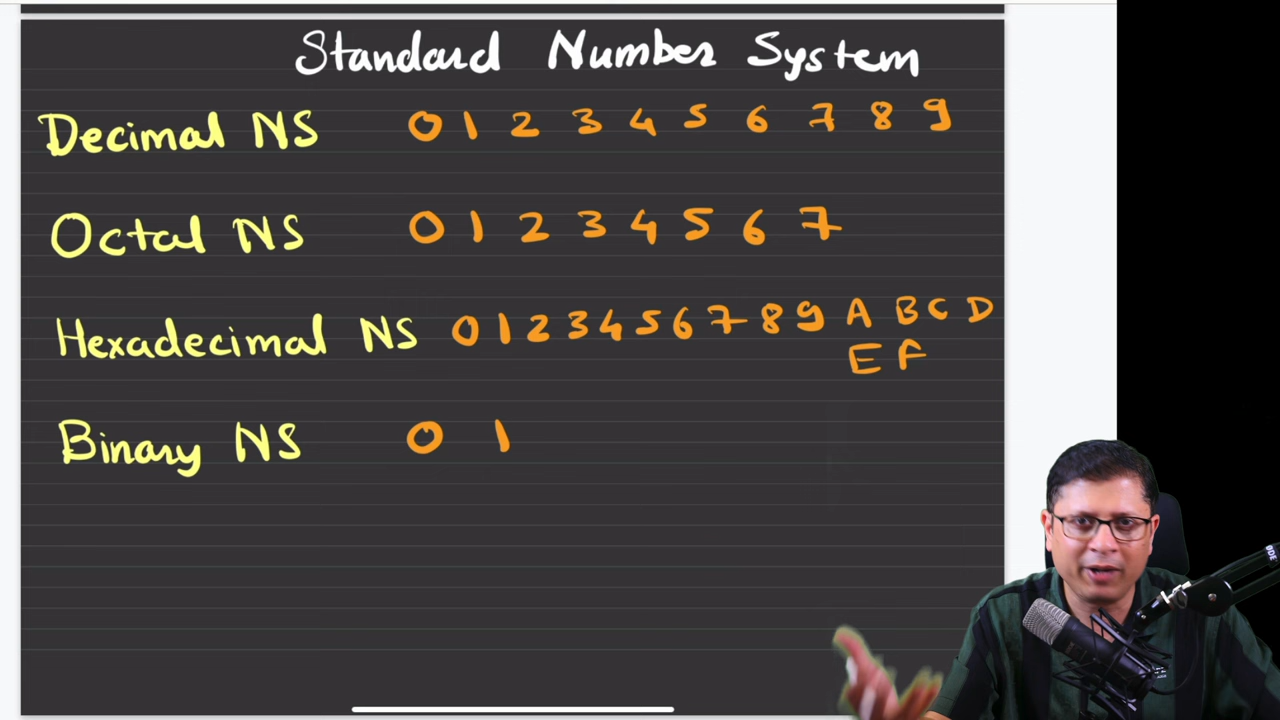 Standard Number System
Decimal NS 0 1 2 3 4 5 6 7 8 9
Octal NS 0 1 2 3 4 5 6 7
Hexadecimal NS 0 1 2 3 4 5 6 7 8 9 A B C D
E F
Binary NS 0 1